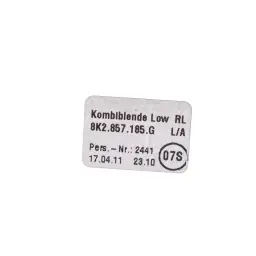 Kombiblende Low RL
8K2.857.185.G L/A
Pers.-Nr.: 2441
17.04.11 23.10 07S